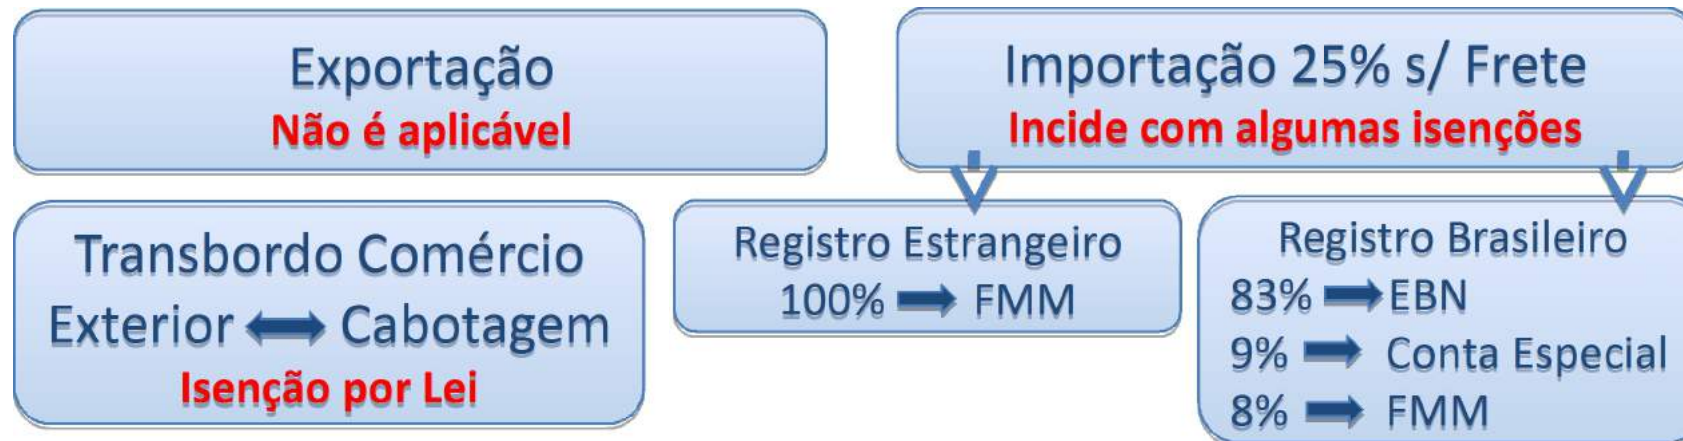 Exportação
Não é aplicável
Importação 25% s/ Frete
Incide com algumas isenções
Transbordo Comércio
Exterior ⟷ Cabotagem
Isenção por Lei
Registro Estrangeiro
100% ➡ FMM
Registro Brasileiro
83% ➡ EBN
9% ➡ Conta Especial
8% ➡ FMM